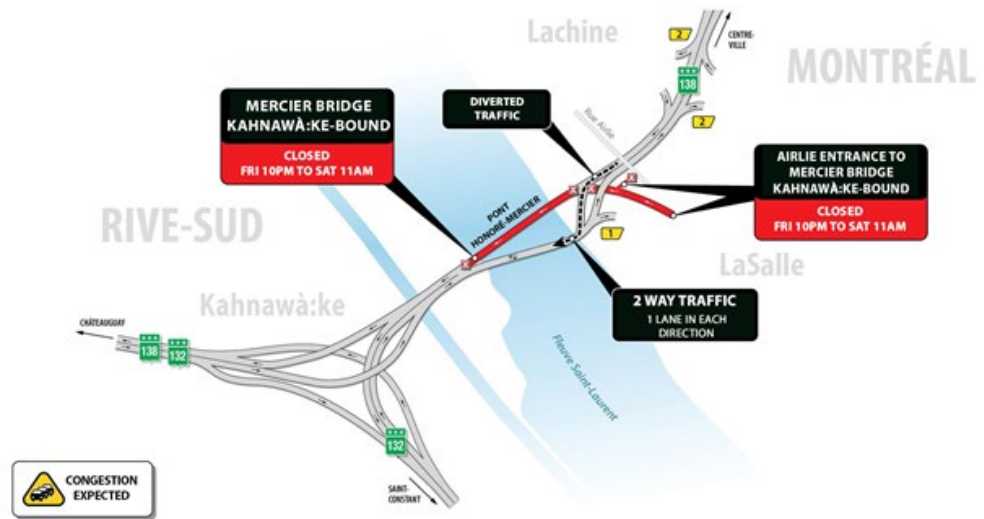 Lachine
2
CENTRE-
VILLE
MONTRÉAL
138
MERCIER BRIDGE
KAHNAWÀ:KE-BOUND
CLOSED
FRI 10PM TO SAT 11AM
DIVERTED
TRAFFIC
Rue Airlie
2
AIRLIE ENTRANCE TO
MERCIER BRIDGE
KAHNAWÀ:KE-BOUND
CLOSED
FRI 10PM TO SAT 11AM
RIVE-SUD
PONT
HONORÉ-MERCIER
1
LaSalle
Kahnawà:ke
2 WAY TRAFFIC
1 LANE IN EACH
DIRECTION
CHÂTEAUGUAY
138
132
Fleuve Saint-Laurent
132
SAINT-
CONSTANT
CONGESTION
EXPECTED